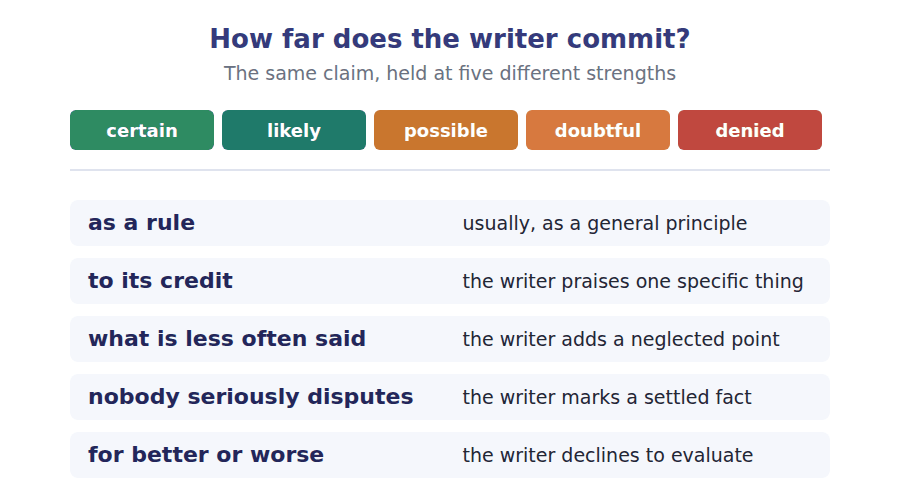 How far does the writer commit?
The same claim, held at five different strengths
certain likely possible doubtful denied
as a rule usually, as a general principle
to its credit the writer praises one specific thing
what is less often said the writer adds a neglected point
nobody seriously disputes the writer marks a settled fact
for better or worse the writer declines to evaluate